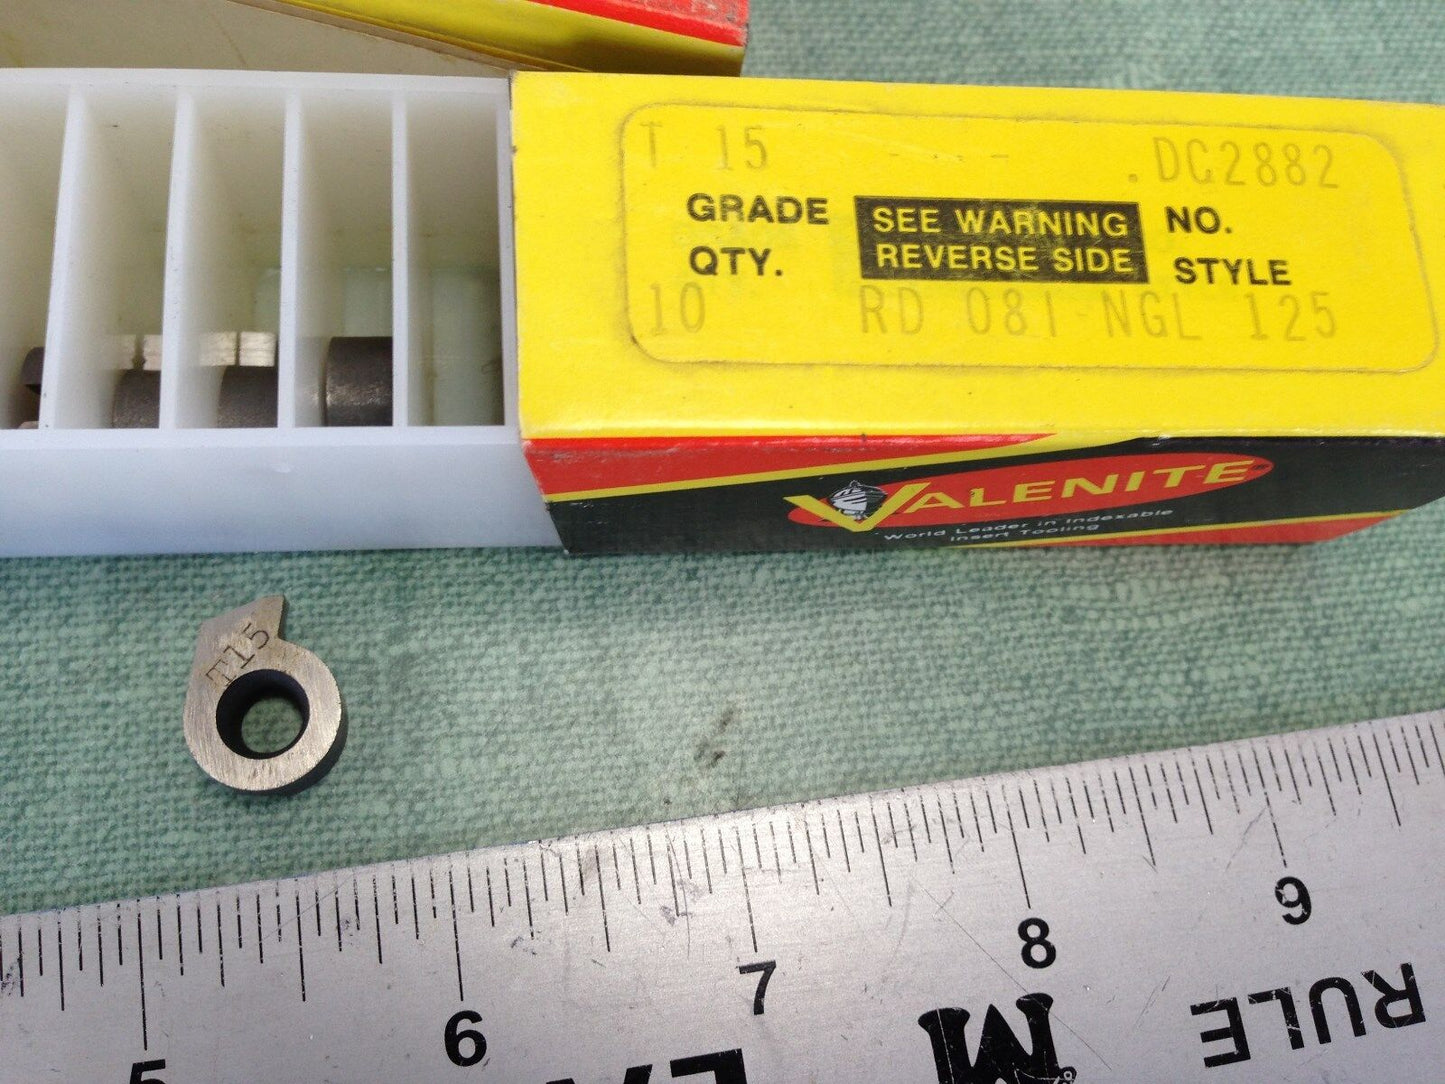 T 15 .DC2882
GRADE SEE WARNING NO.
QTY. REVERSE SIDE STYLE
10 RD 081 NGL 125
VALENITE
World Leader in Indexable
Insert Tooling
T15
5 6 7 8 9
RULE